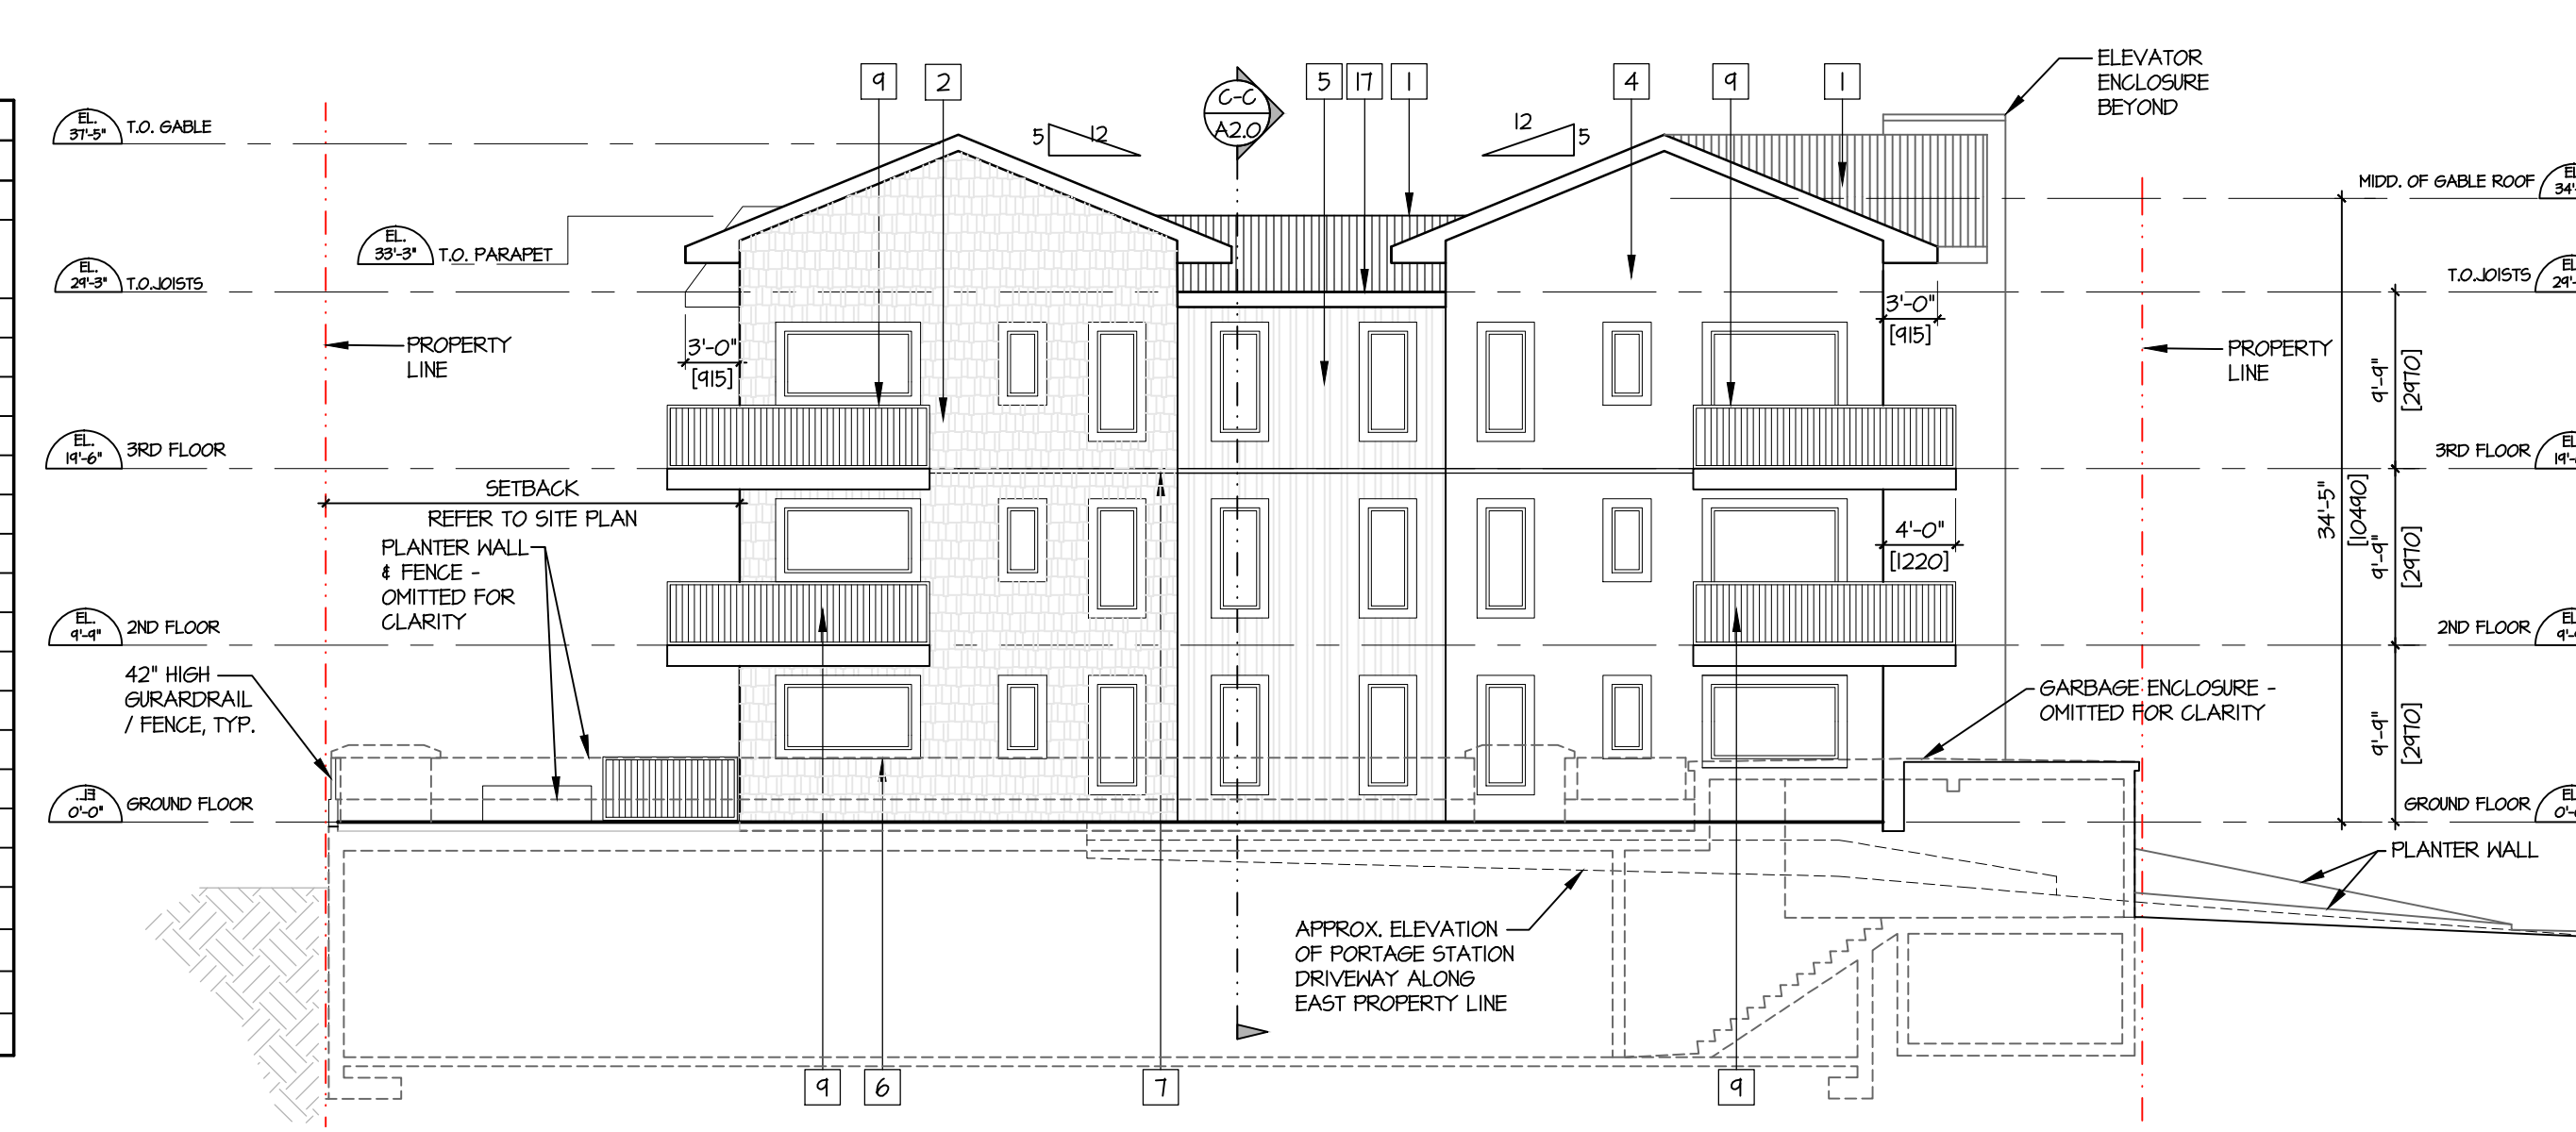 ELEVATOR
ENCLOSURE
BEYOND
9
2
C-C
A2.0
5
17
1
4
9
1
EL.
37'-5"
T.O. GABLE
5
12
12
5
MIDD. OF GABLE ROOF
EL.
33'-3"
T.O. PARAPET
EL.
29'-3"
T.O.JOISTS
T.O.JOISTS
3'-0"
[915]
3'-0"
[915]
PROPERTY
LINE
PROPERTY
LINE
9'-9"
[2970]
EL.
19'-6"
3RD FLOOR
3RD FLOOR
SETBACK
REFER TO SITE PLAN
34'-5"
[10490]
PLANTER WALL
& FENCE -
OMITTED FOR
CLARITY
4'-0"
[1220]
9'-9"
[2970]
EL.
9'-9"
2ND FLOOR
2ND FLOOR
42" HIGH
GURARDRAIL
/ FENCE, TYP.
GARBAGE ENCLOSURE -
OMITTED FOR CLARITY
9'-9"
[2970]
EL.
0'-0"
GROUND FLOOR
GROUND FLOOR
PLANTER WALL
APPROX. ELEVATION
OF PORTAGE STATION
DRIVEWAY ALONG
EAST PROPERTY LINE
9
6
7
9